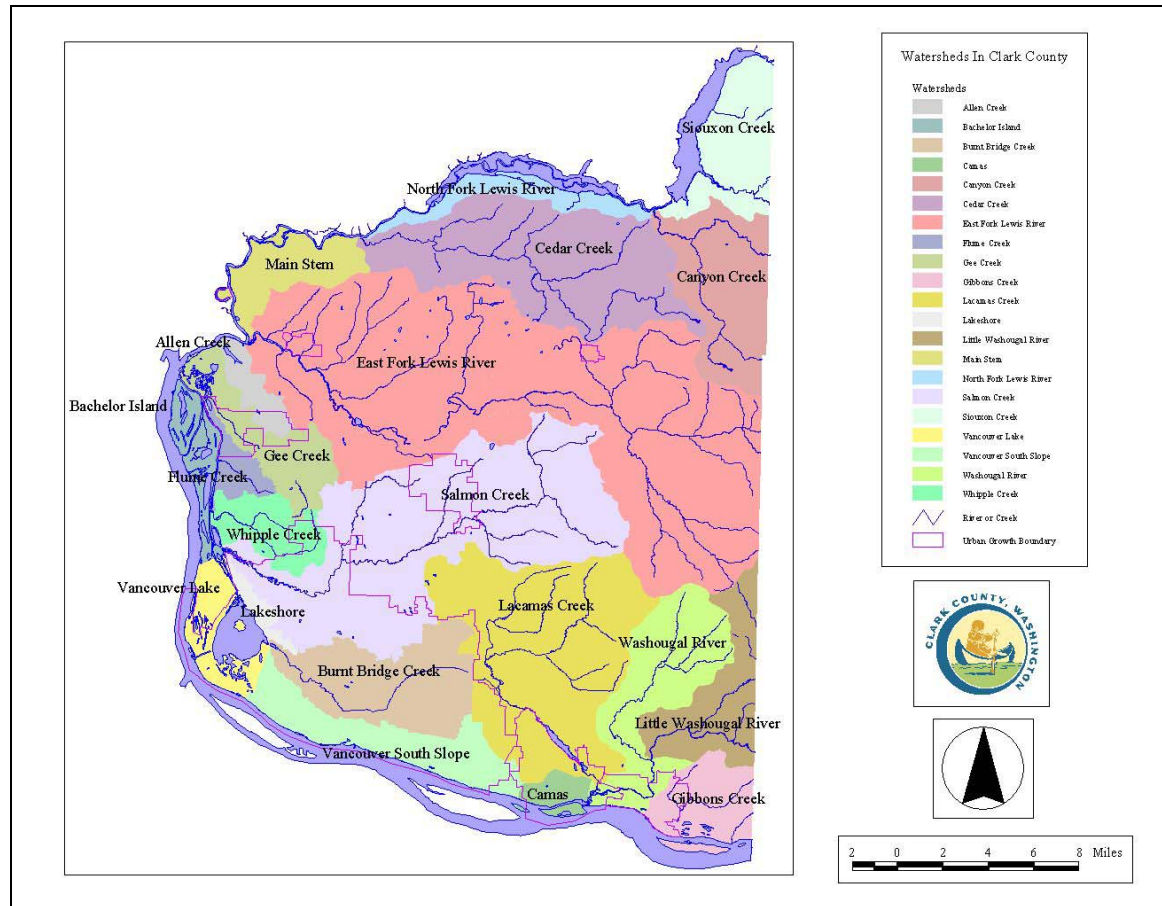 Siouxon Creek
North Fork Lewis River
Cedar Creek
Main Stem
Canyon Creek
Allen Creek
East Fork Lewis River
Bachelor Island
Gee Creek
Flume Creek
Salmon Creek
Whipple Creek
Vancouver Lake
Lakeshore
Lacamas Creek
Washougal River
Burnt Bridge Creek
Little Washougal River
Vancouver South Slope
Camas
Gibbons Creek
Watersheds In Clark County
Watersheds
Allen Creek
Bachelor Island
Burnt Bridge Creek
Camas
Canyon Creek
Cedar Creek
East Fork Lewis River
Flume Creek
Gee Creek
Gibbons Creek
Lacamas Creek
Lakeshore
Little Washougal River
Main Stem
North Fork Lewis River
Salmon Creek
Siouxon Creek
Vancouver Lake
Vancouver South Slope
Washougal River
Whipple Creek
River or Creek
Urban Growth Boundary
CLARK COUNTY, WASHINGTON
2 0 2 4 6 8 Miles